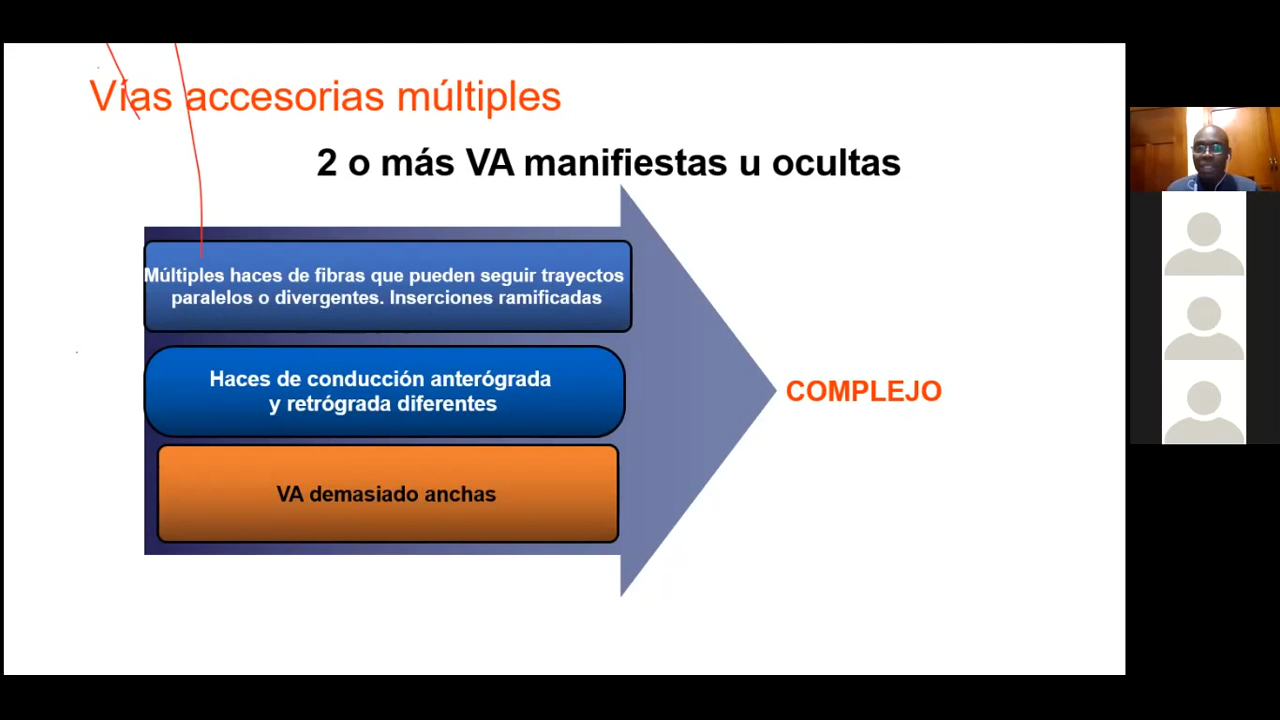 Vías accesorias múltiples
2 o más VA manifiestas u ocultas
Múltiples haces de fibras que pueden seguir trayectos
paralelos o divergentes. Inserciones ramificadas
Haces de conducción anterógrada
y retrógrada diferentes
VA demasiado anchas
COMPLEJO